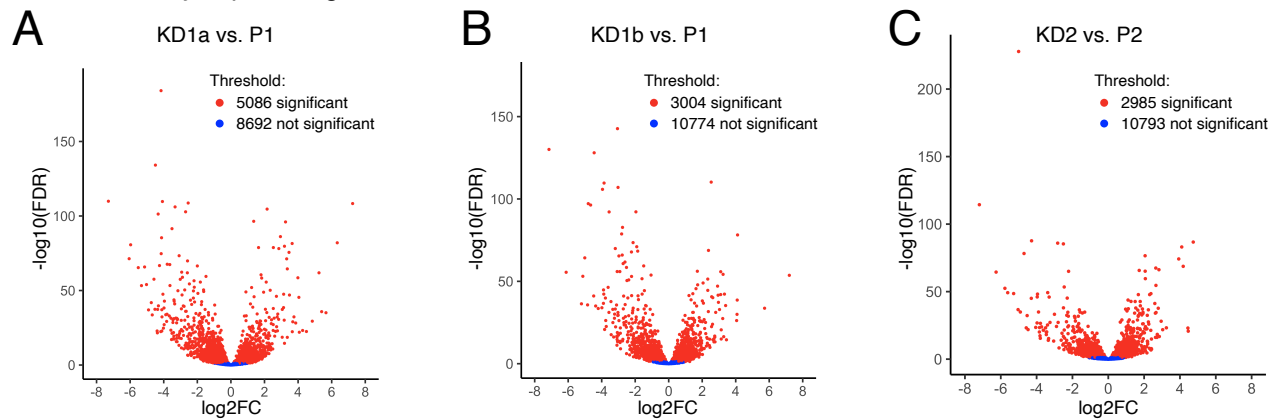 A
KD1a vs. P1
Threshold:
5086 significant
8692 not significant
-log10(FDR)
150
100
50
0
-8 -6 -4 -2 0 2 4 6 8
log2FC
B
KD1b vs. P1
Threshold:
3004 significant
10774 not significant
-log10(FDR)
150
100
50
0
-8 -6 -4 -2 0 2 4 6 8
log2FC
C
KD2 vs. P2
Threshold:
2985 significant
10793 not significant
-log10(FDR)
200
150
100
50
0
-8 -6 -4 -2 0 2 4 6 8
log2FC